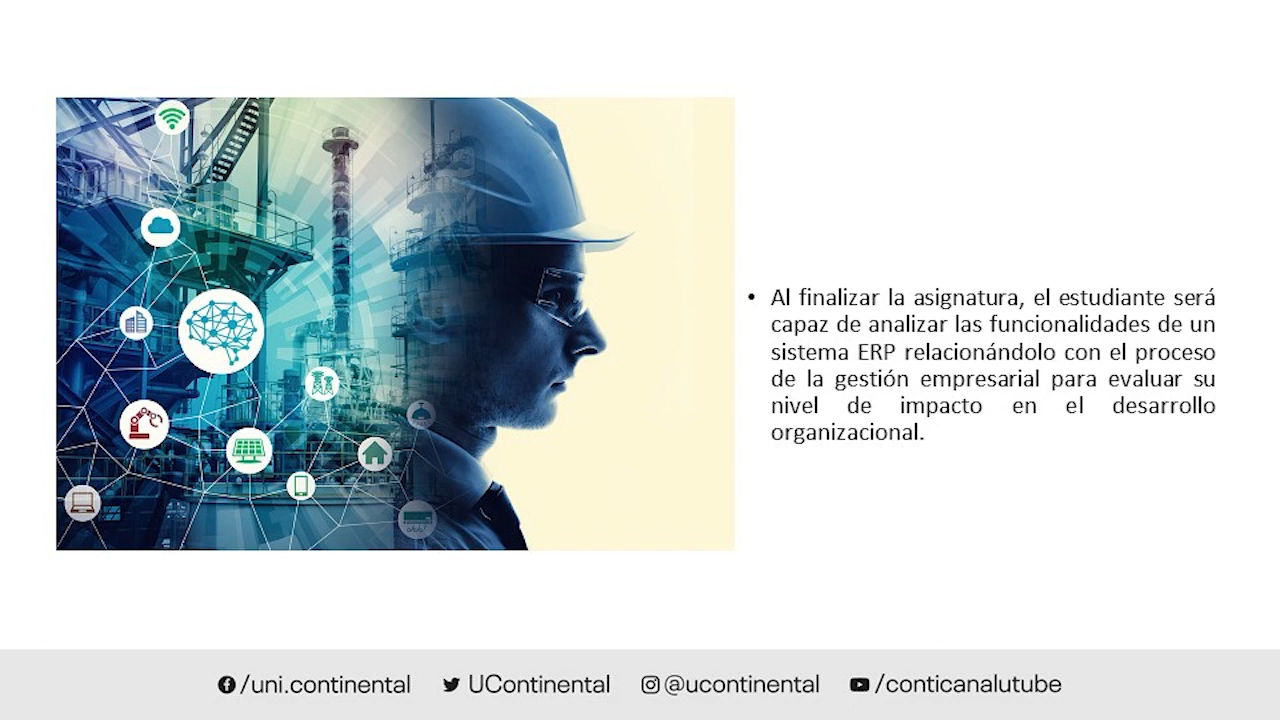 • Al finalizar la asignatura, el estudiante será
capaz de analizar las funcionalidades de un
sistema ERP relacionándolo con el proceso
de la gestión empresarial para evaluar su
nivel de impacto en el desarrollo
organizacional.
/uni.continental UContinental @ucontinental /conticanalutube